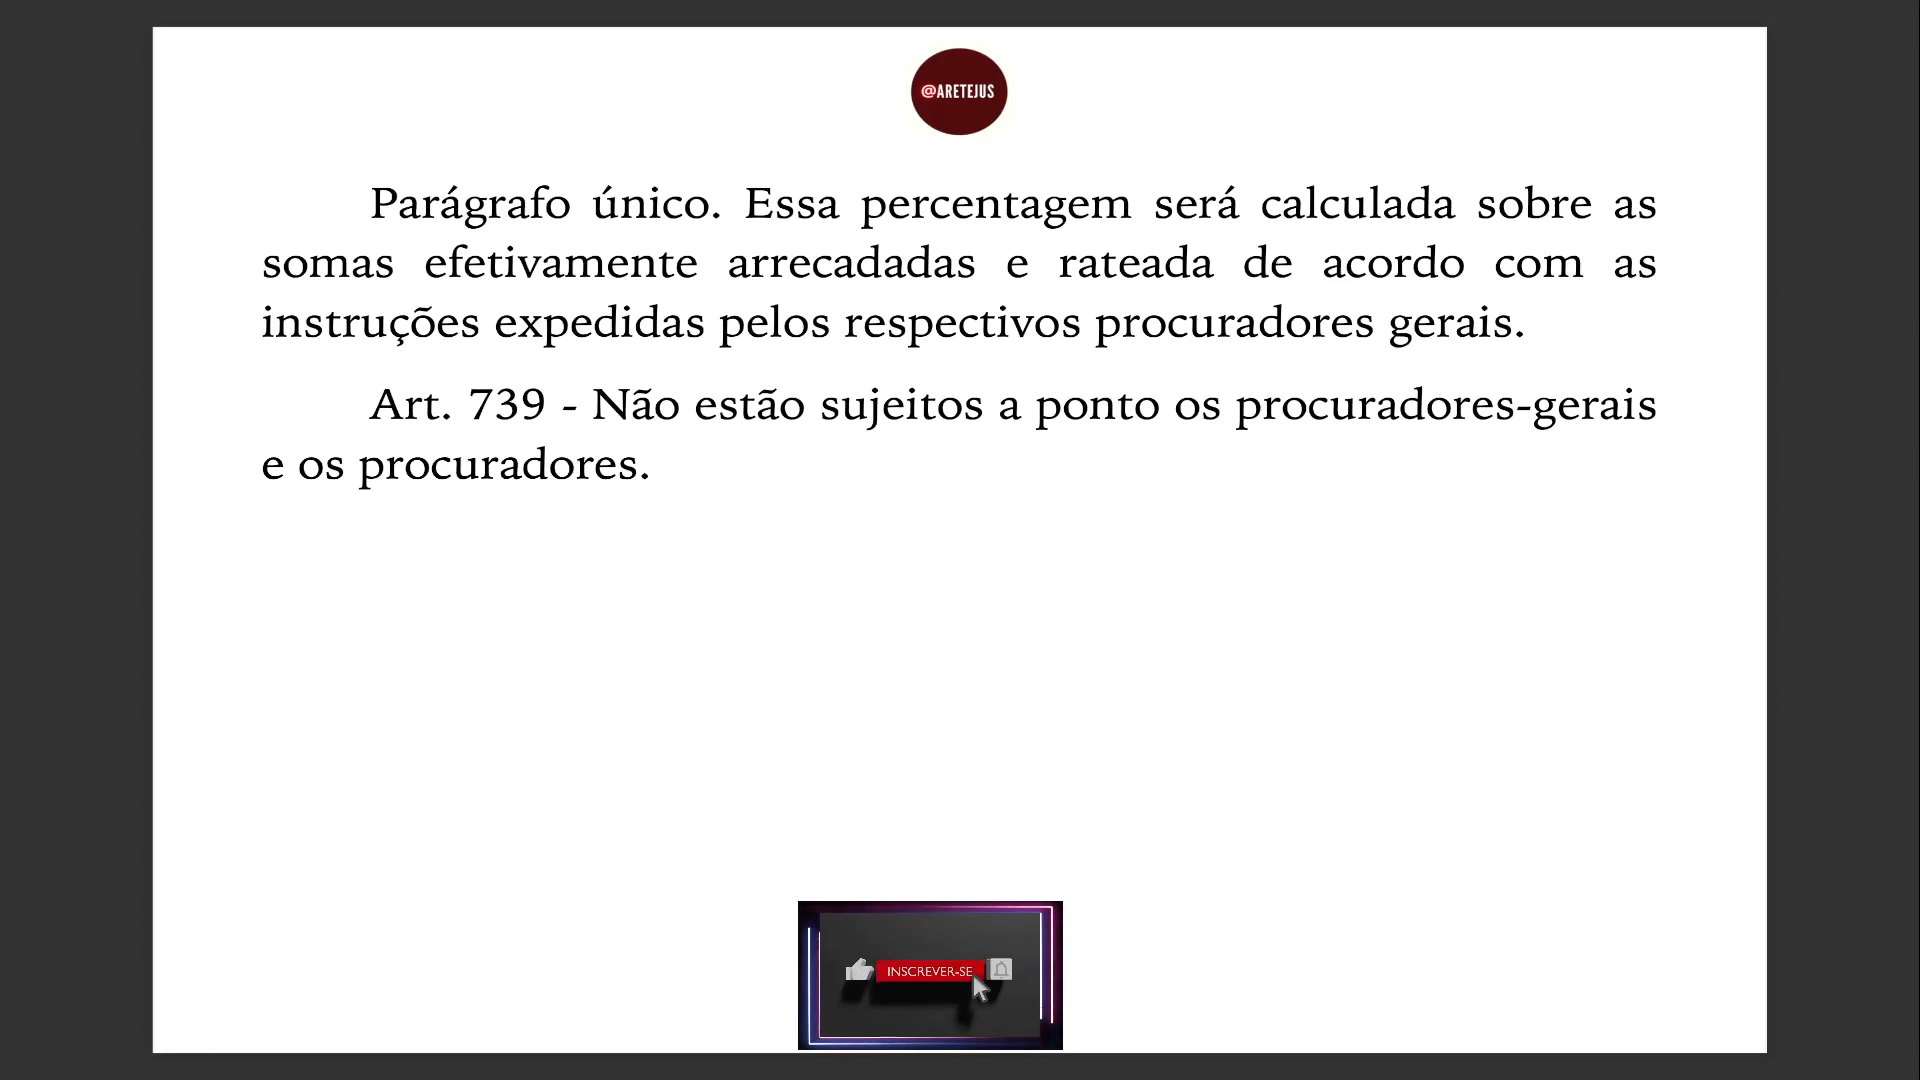 @ARETEJUS
Parágrafo único. Essa percentagem será calculada sobre as
somas efetivamente arrecadadas e rateada de acordo com as
instruções expedidas pelos respectivos procuradores gerais.
Art. 739 - Não estão sujeitos a ponto os procuradores-gerais
e os procuradores.
INSCREVER-SE